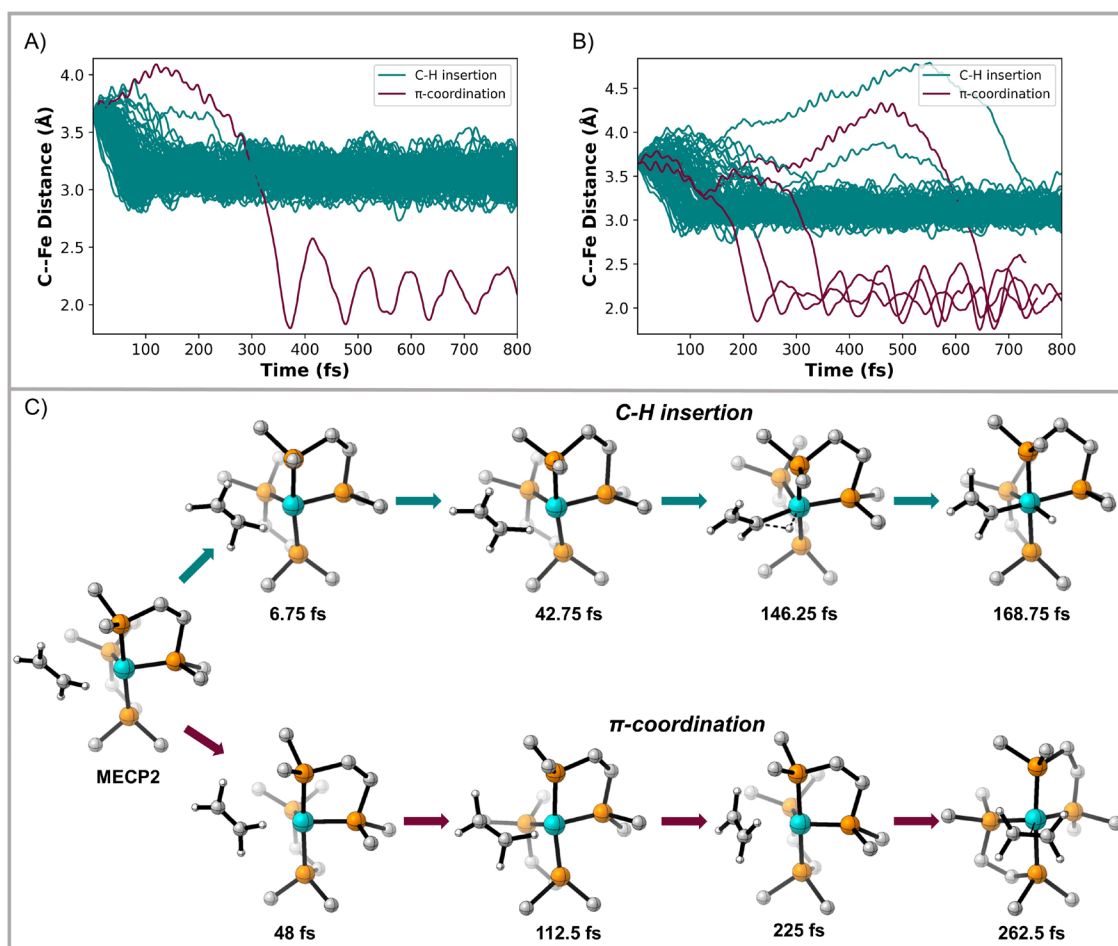 A)
C--Fe Distance (Å)
4.0
3.5
3.0
2.5
2.0
C-H insertion
π-coordination
100 200 300 400 500 600 700 800
Time (fs)
B)
C--Fe Distance (Å)
4.5
4.0
3.5
3.0
2.5
2.0
C-H insertion
π-coordination
100 200 300 400 500 600 700 800
Time (fs)
C)
C-H insertion
6.75 fs 42.75 fs 146.25 fs 168.75 fs
MECP2
π-coordination
48 fs 112.5 fs 225 fs 262.5 fs